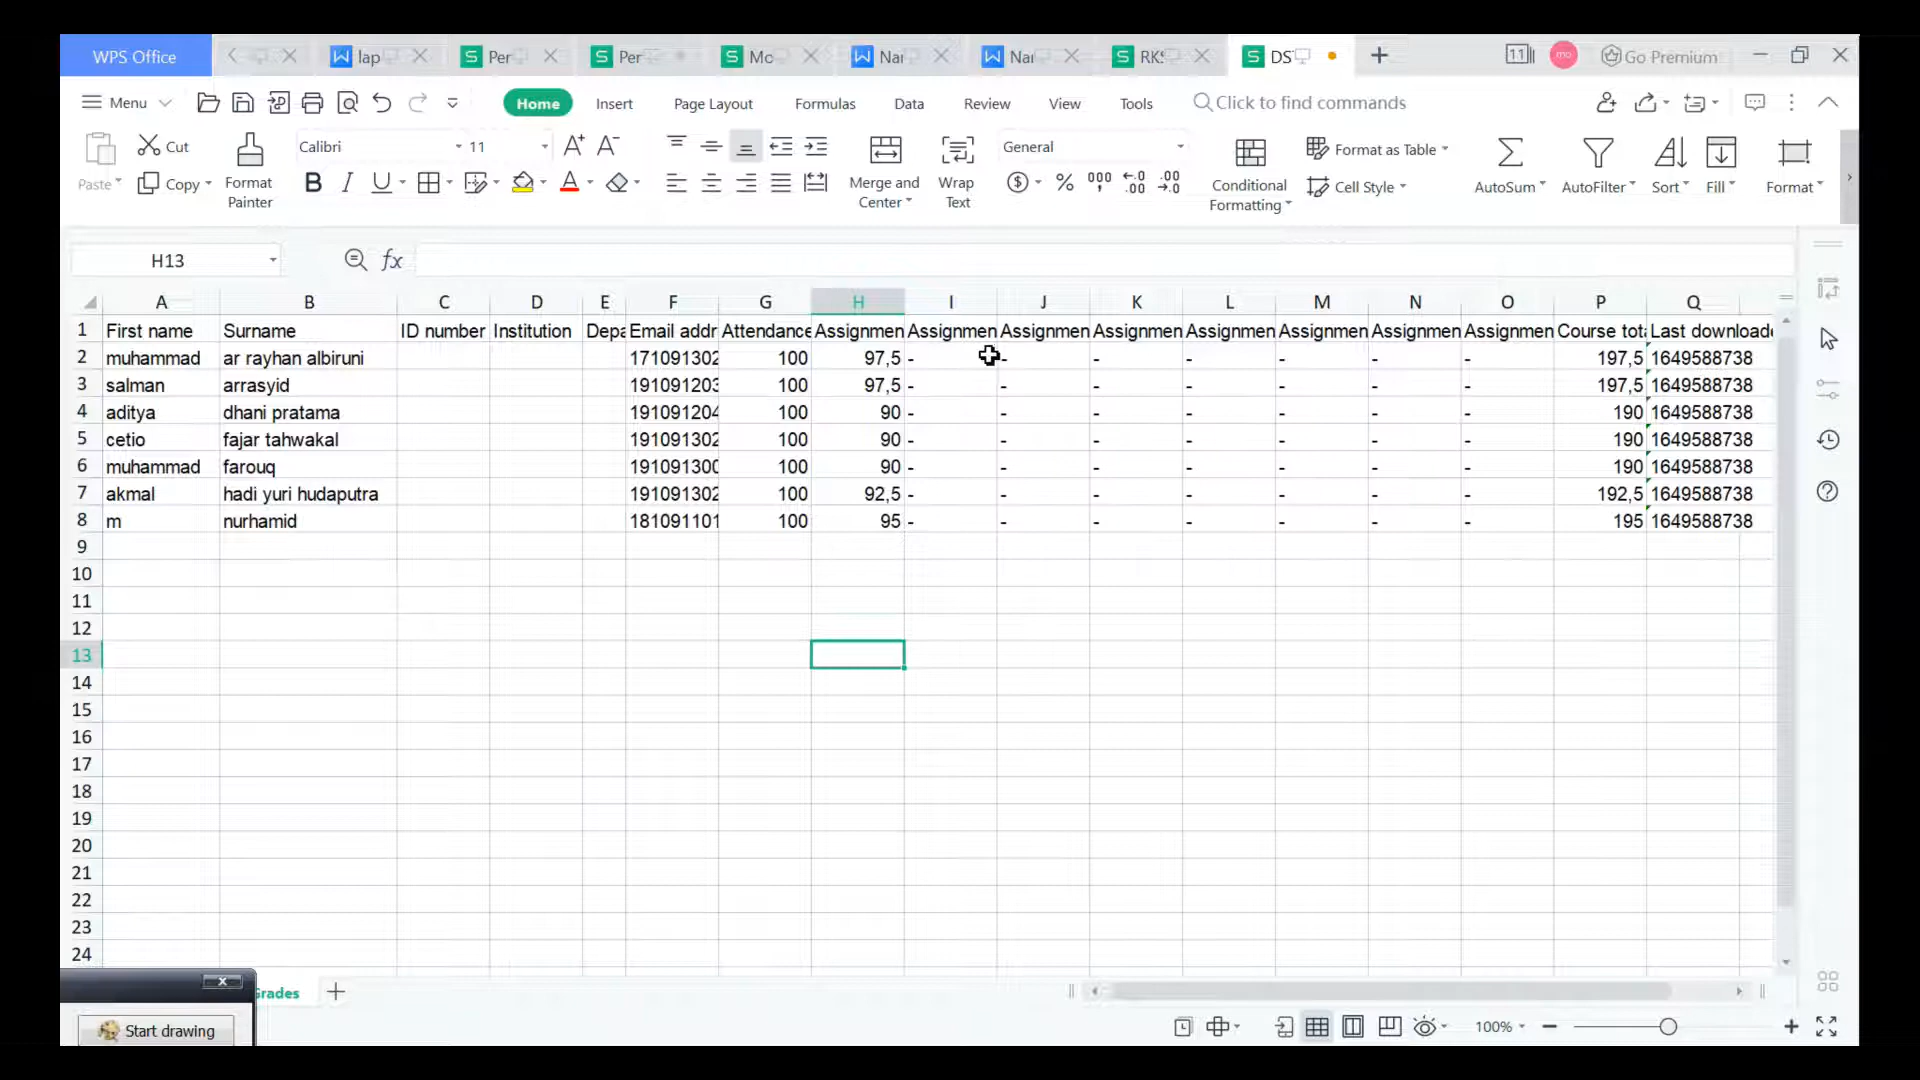 WPS Office lap Per Per Mo Nar Nar RKS DS 11 mo Go Premium
Menu Home Insert Page Layout Formulas Data Review View Tools Click to find commands
Paste Cut Copy Format Painter Calibri 11 A+ A- B I U A Merge and Center Wrap Text General Conditional Formatting Format as Table Cell Style AutoSum AutoFilter Sort Fill Format
H13 fx
A B C D E F G H I J K L M N O P Q
1 First name Surname ID number Institution Depa Email addr Attendance Assignmen Assignmen Assignmen Assignmen Assignmen Assignmen Assignmen Assignmen Course tot Last downloade
2 muhammad ar rayhan albiruni 171091302 100 97,5 - - - - - - - 197,5 1649588738
3 salman arrasyid 191091203 100 97,5 - - - - - - - 197,5 1649588738
4 aditya dhani pratama 191091204 100 90 - - - - - - - 190 1649588738
5 cetio fajar tahwakal 191091302 100 90 - - - - - - - 190 1649588738
6 muhammad farouq 191091300 100 90 - - - - - - - 190 1649588738
7 akmal hadi yuri hudaputra 191091302 100 92,5 - - - - - - - 192,5 1649588738
8 m nurhamid 181091101 100 95 - - - - - - - 195 1649588738
9
10
11
12
13
14
15
16
17
18
19
20
21
22
23
24
Grades
Start drawing
100%